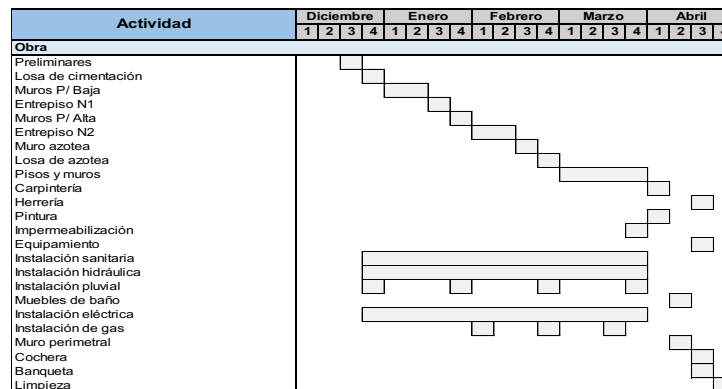 Actividad
Diciembre Enero Febrero Marzo Abril
1 2 3 4 1 2 3 4 1 2 3 4 1 2 3 4 1 2 3
Obra
Preliminares
Losa de cimentación
Muros P/ Baja
Entrepiso N1
Muros P/ Alta
Entrepiso N2
Muro azotea
Losa de azotea
Pisos y muros
Carpintería
Herrería
Pintura
Impermeabilización
Equipamiento
Instalación sanitaria
Instalación hidráulica
Instalación pluvial
Muebles de baño
Instalación eléctrica
Instalación de gas
Muro perimetral
Cochera
Banqueta
Limpieza